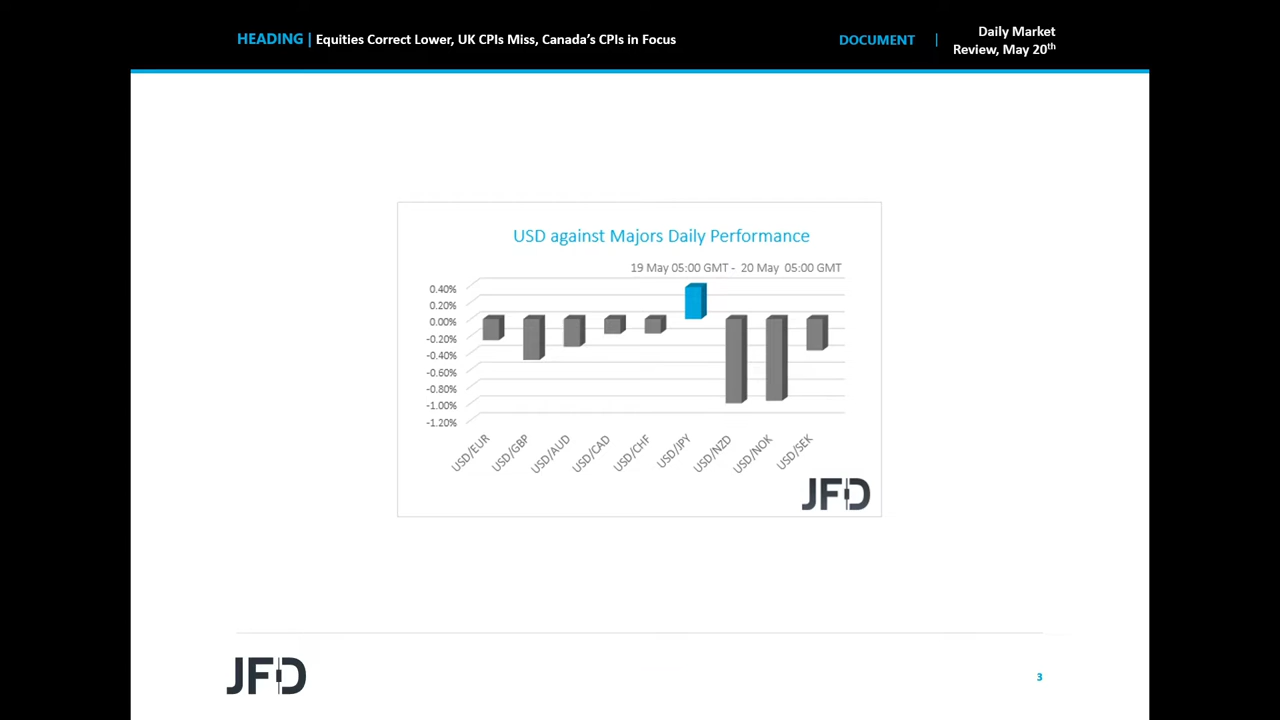 HEADING | Equities Correct Lower, UK CPIs Miss, Canada's CPIs in Focus
DOCUMENT |
Daily Market
Review, May 20th
USD against Majors Daily Performance
19 May 05:00 GMT - 20 May 05:00 GMT
0.40%
0.20%
0.00%
-0.20%
-0.40%
-0.60%
-0.80%
-1.00%
-1.20%
USD/EUR
USD/GBP
USD/AUD
USD/CAD
USD/CHF
USD/JPY
USD/NZD
USD/NOK
USD/SEK
JFD
JFD
3